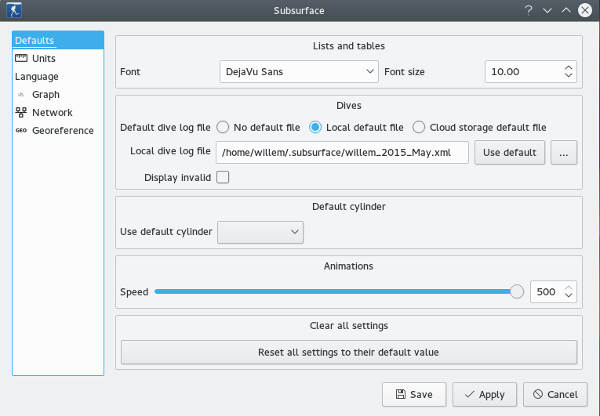 Subsurface
Defaults
Units
Language
Graph
Network
GEO Georeference
Lists and tables
Font DejaVu Sans Font size 10.00
Dives
Default dive log file No default file Local default file Cloud storage default file
Local dive log file /home/willem/.subsurface/willem_2015_May.xml Use default ...
Display invalid
Default cylinder
Use default cylinder
Animations
Speed 500
Clear all settings
Reset all settings to their default value
Save Apply Cancel